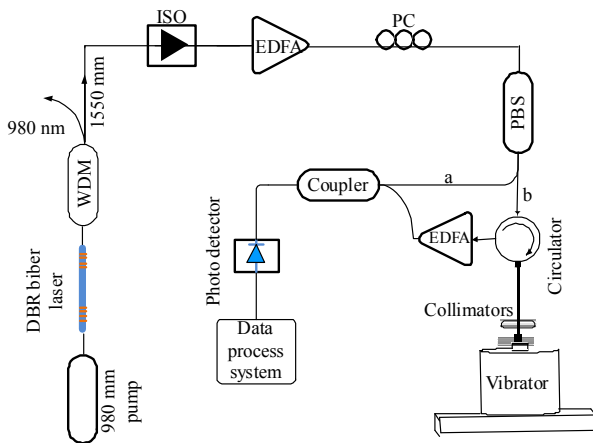 ISO
EDFA
PC
980 nm
1550 mm
PBS
WDM
Coupler
a
b
EDFA
Circulator
Photo detector
DBR biber
laser
Collimators
Data
process
system
Vibrator
980 mm
pump